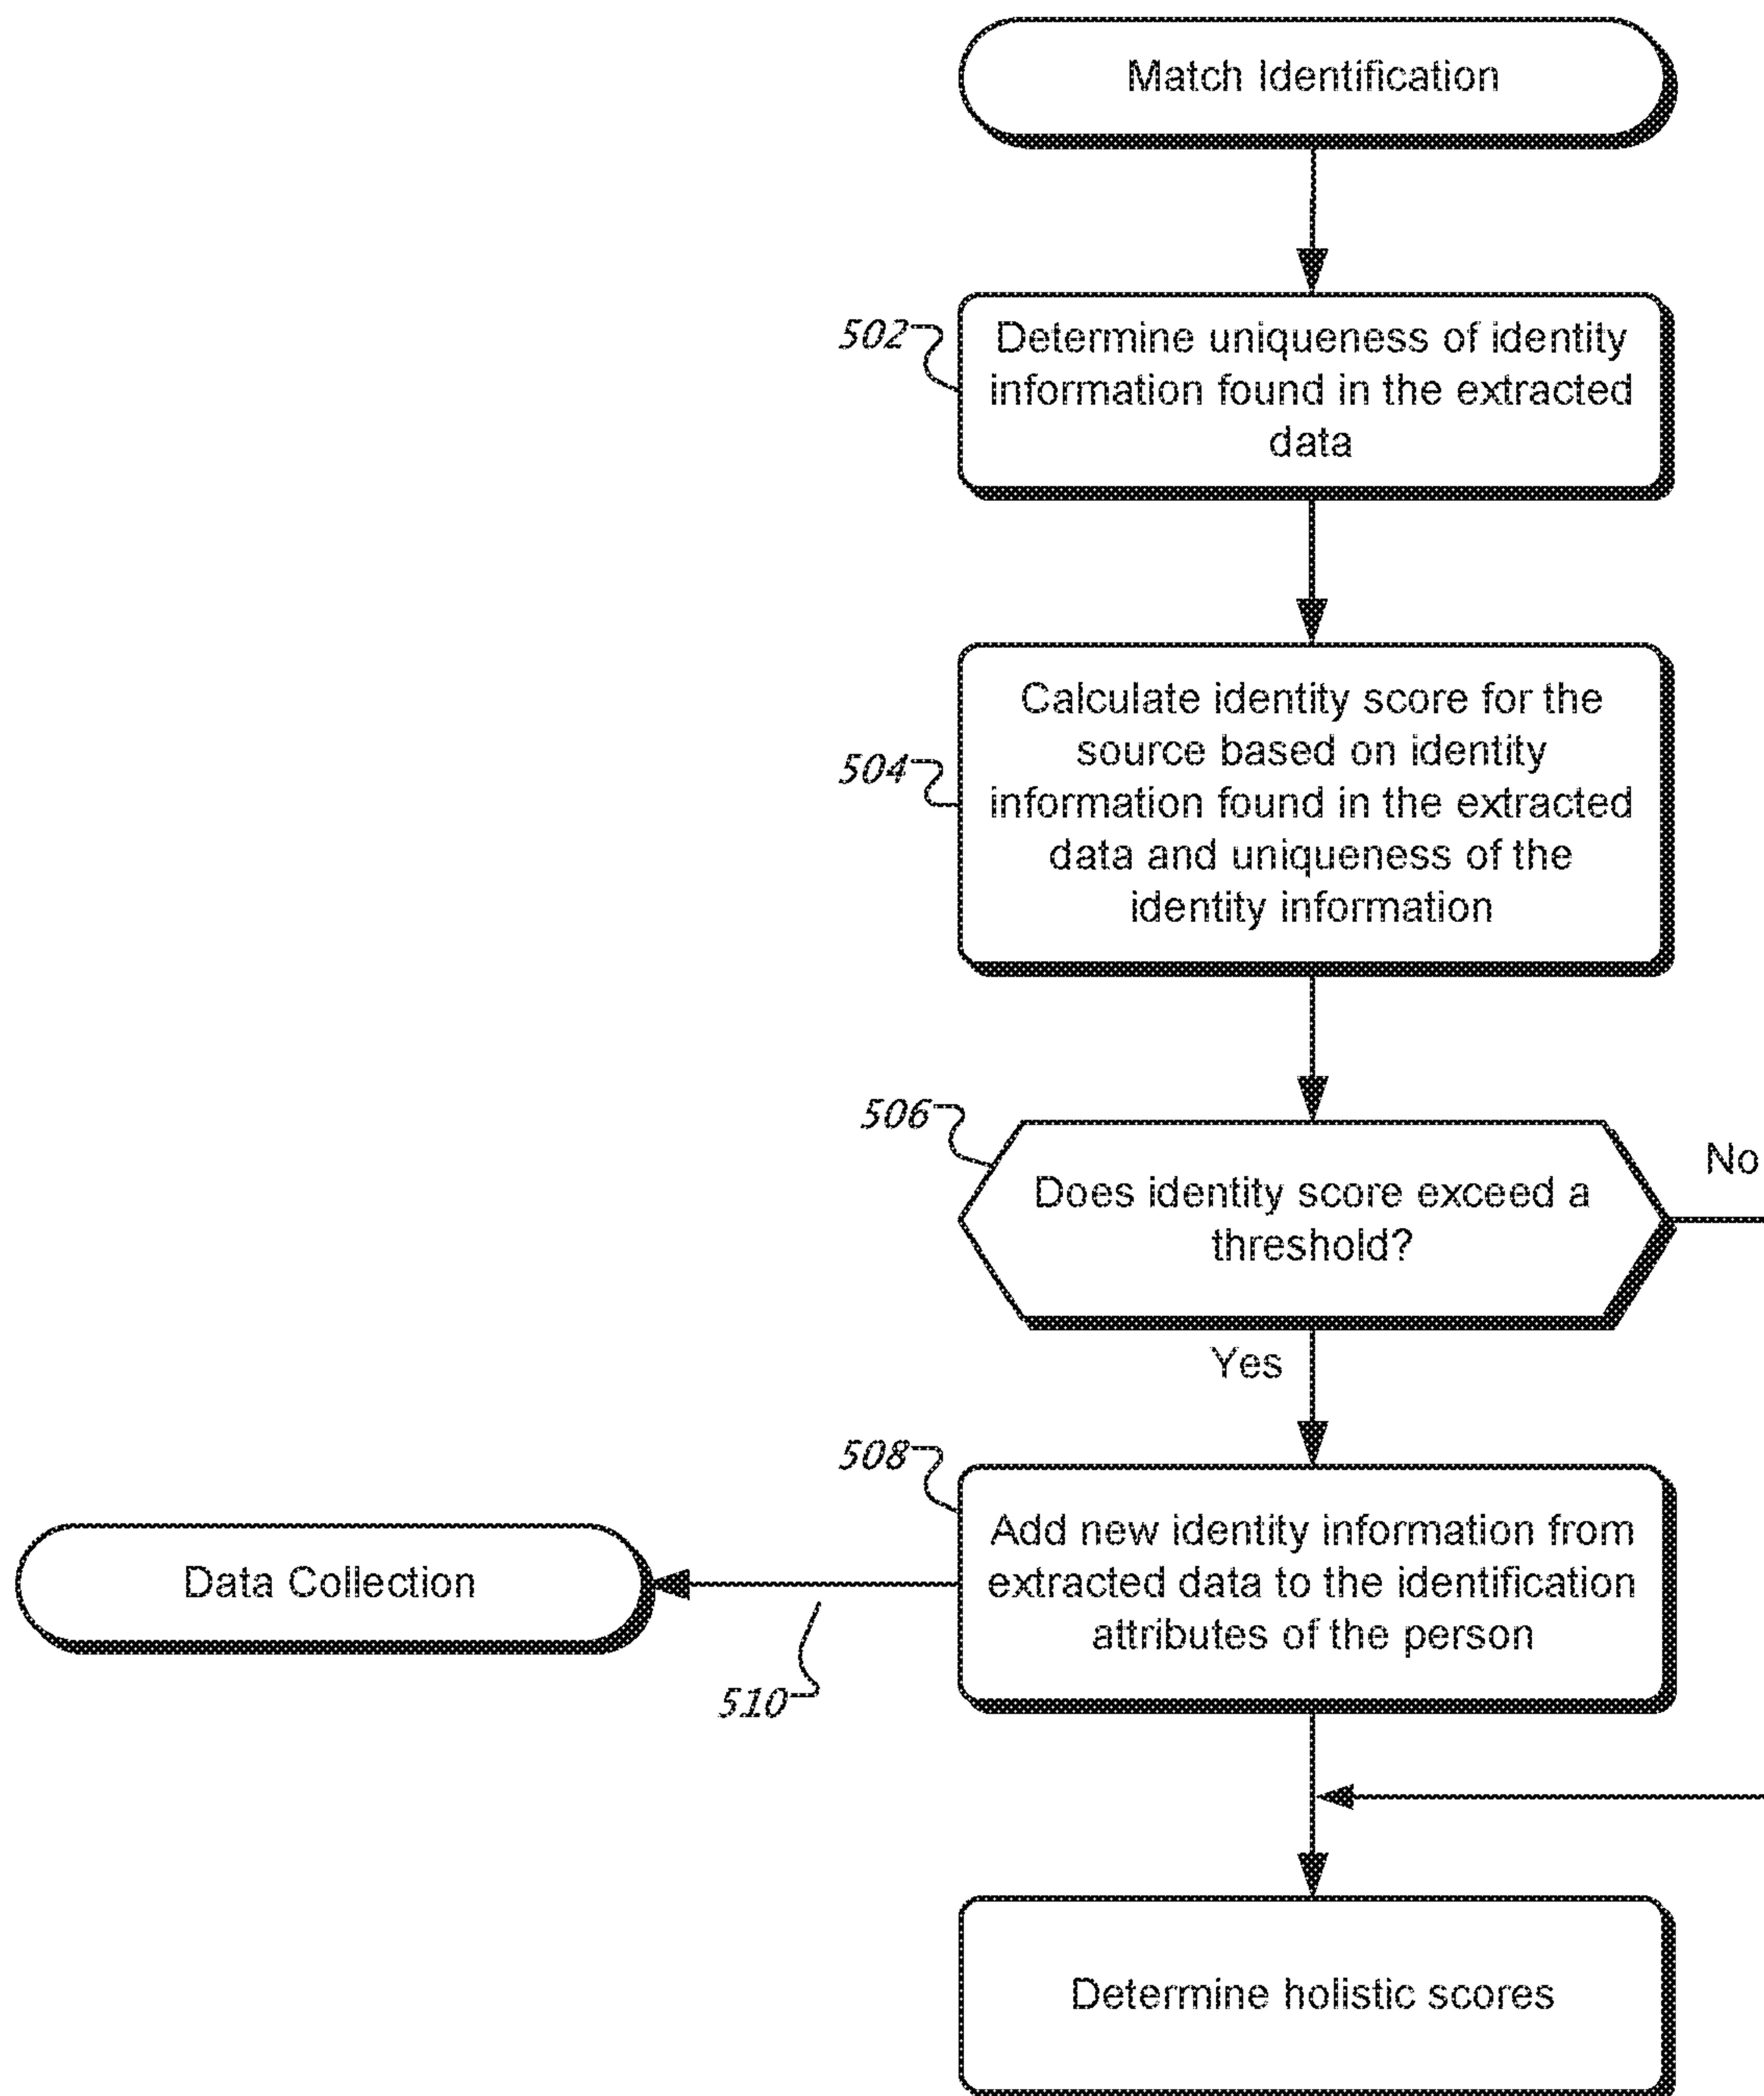 Match Identification
502
Determine uniqueness of identity
information found in the extracted
data
504
Calculate identity score for the
source based on identity
information found in the extracted
data and uniqueness of the
identity information
506
Does identity score exceed a
threshold?
No
Yes
508
Add new identity information from
extracted data to the identification
attributes of the person
Data Collection
510
Determine holistic scores